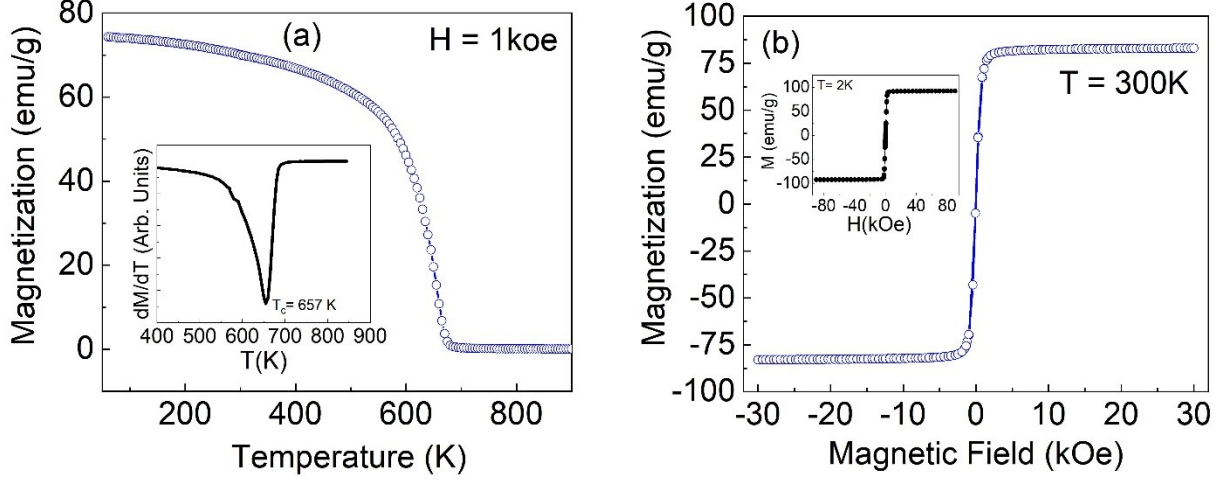 (a)
H = 1koe
Magnetization (emu/g)
80
60
40
20
0
200
400
600
800
Temperature (K)
dM/dT (Arb. Units)
T_c= 657 K
400 500 600 700 800 900
T(K)
(b)
T = 300K
Magnetization (emu/g)
100
75
50
25
0
-25
-50
-75
-100
-30 -20 -10 0 10 20 30
Magnetic Field (kOe)
T= 2K
M (emu/g)
100
50
0
-50
-100
-80 -40 0 40 80
H(kOe)